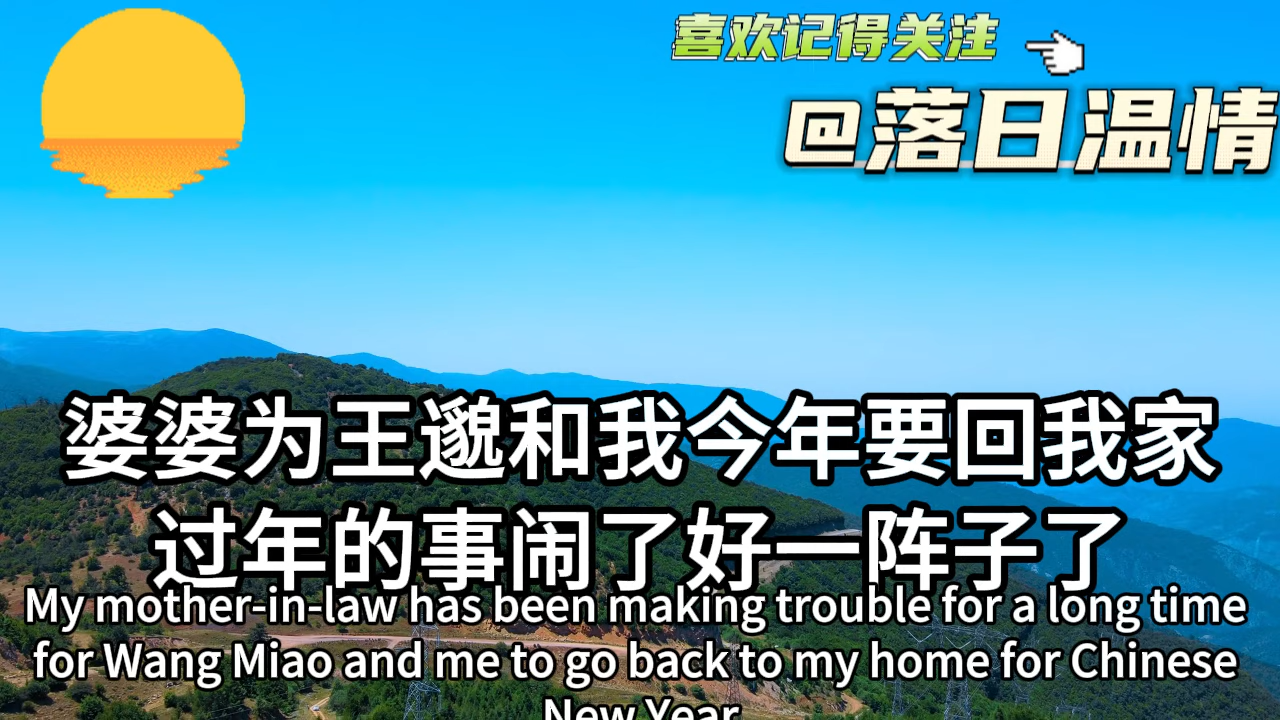 喜欢记得关注
@落日温情
婆婆为王邈和我今年要回我家
过年的事闹了好一阵子了
My mother-in-law has been making trouble for a long time
for Wang Miao and me to go back to my home for Chinese
New Year